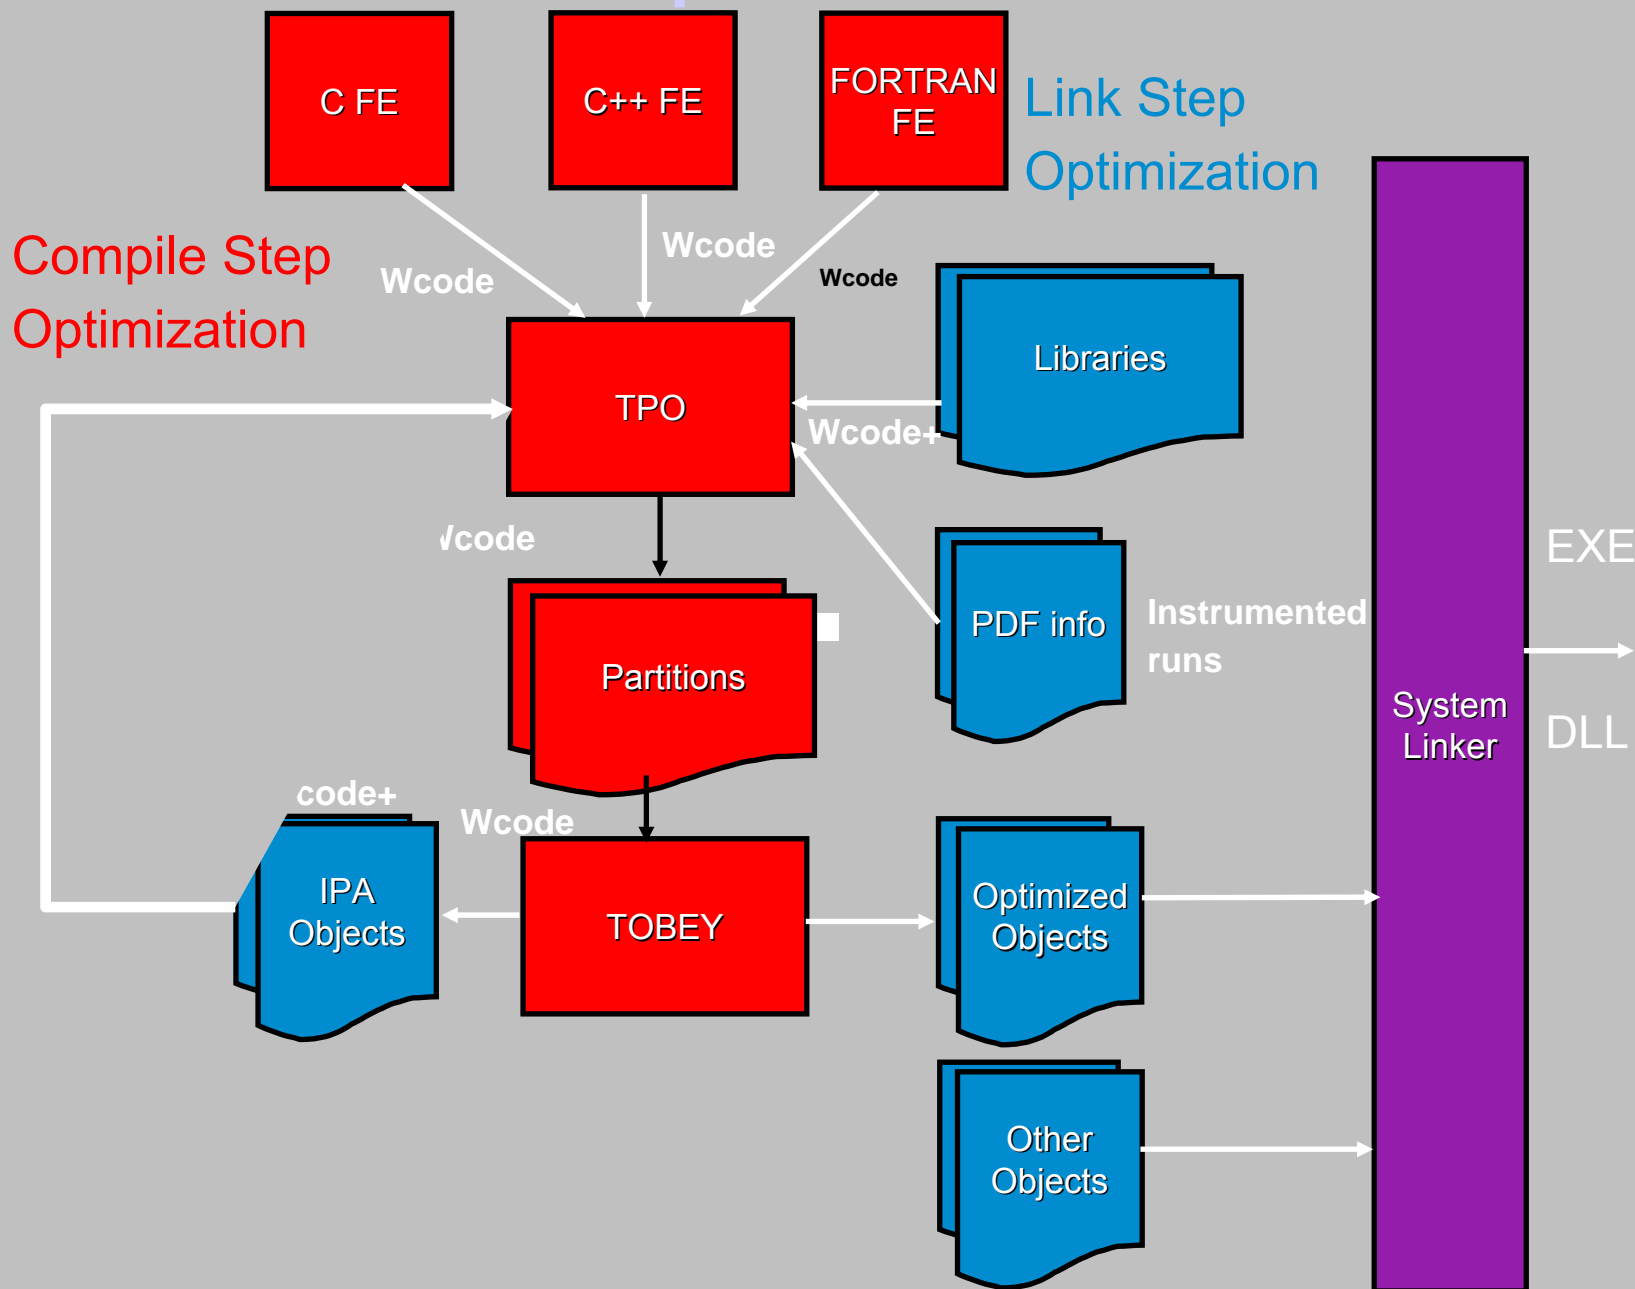 C FE
C++ FE
FORTRAN
FE
Link Step
Optimization
Compile Step
Optimization
Wcode
Wcode
Wcode
Libraries
TPO
Wcode+
Vcode
PDF info
Instrumented
runs
EXE
Partitions
System
Linker
DLL
code+
Wcode
IPA
Objects
TOBEY
Optimized
Objects
Other
Objects